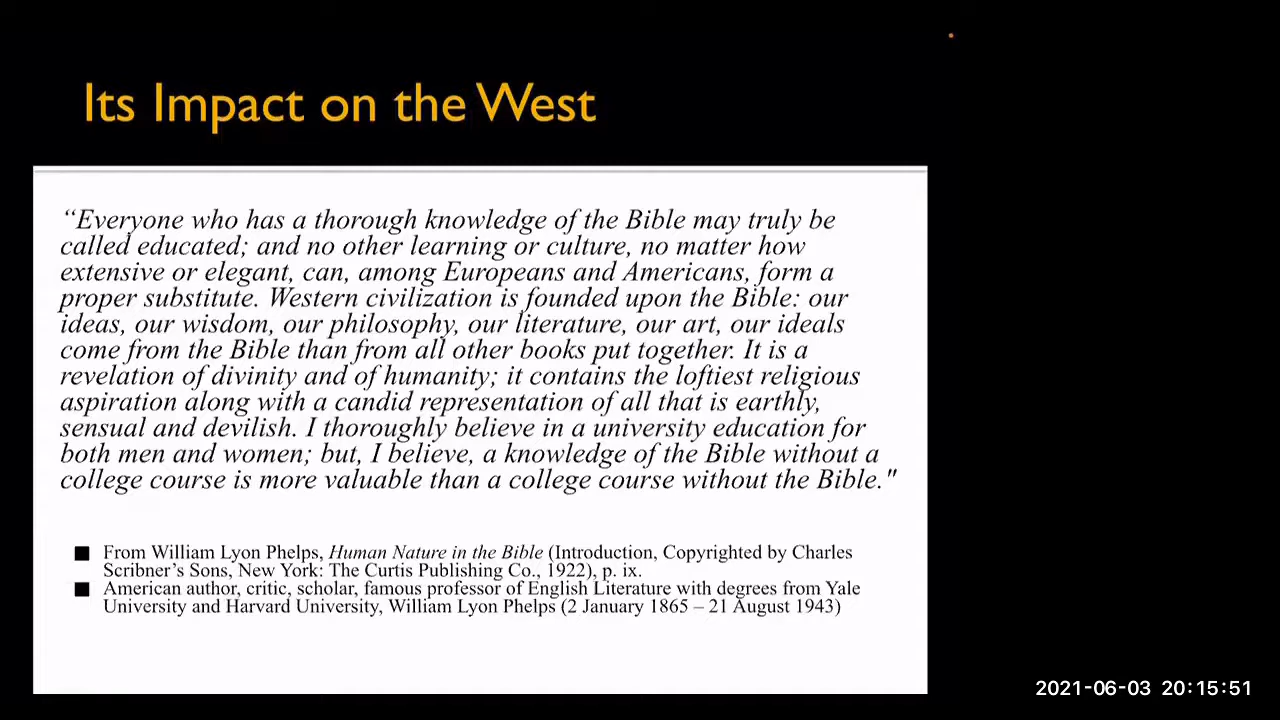 Its Impact on the West
“Everyone who has a thorough knowledge of the Bible may truly be
called educated; and no other learning or culture, no matter how
extensive or elegant, can, among Europeans and Americans, form a
proper substitute. Western civilization is founded upon the Bible: our
ideas, our wisdom, our philosophy, our literature, our art, our ideals
come from the Bible than from all other books put together. It is a
revelation of divinity and of humanity; it contains the loftiest religious
aspiration along with a candid representation of all that is earthly,
sensual and devilish. I thoroughly believe in a university education for
both men and women; but, I believe, a knowledge of the Bible without a
college course is more valuable than a college course without the Bible."
■ From William Lyon Phelps, Human Nature in the Bible (Introduction, Copyrighted by Charles
Scribner’s Sons, New York: The Curtis Publishing Co., 1922), p. ix.
■ American author, critic, scholar, famous professor of English Literature with degrees from Yale
University and Harvard University, William Lyon Phelps (2 January 1865 – 21 August 1943)
2021-06-03 20:15:51